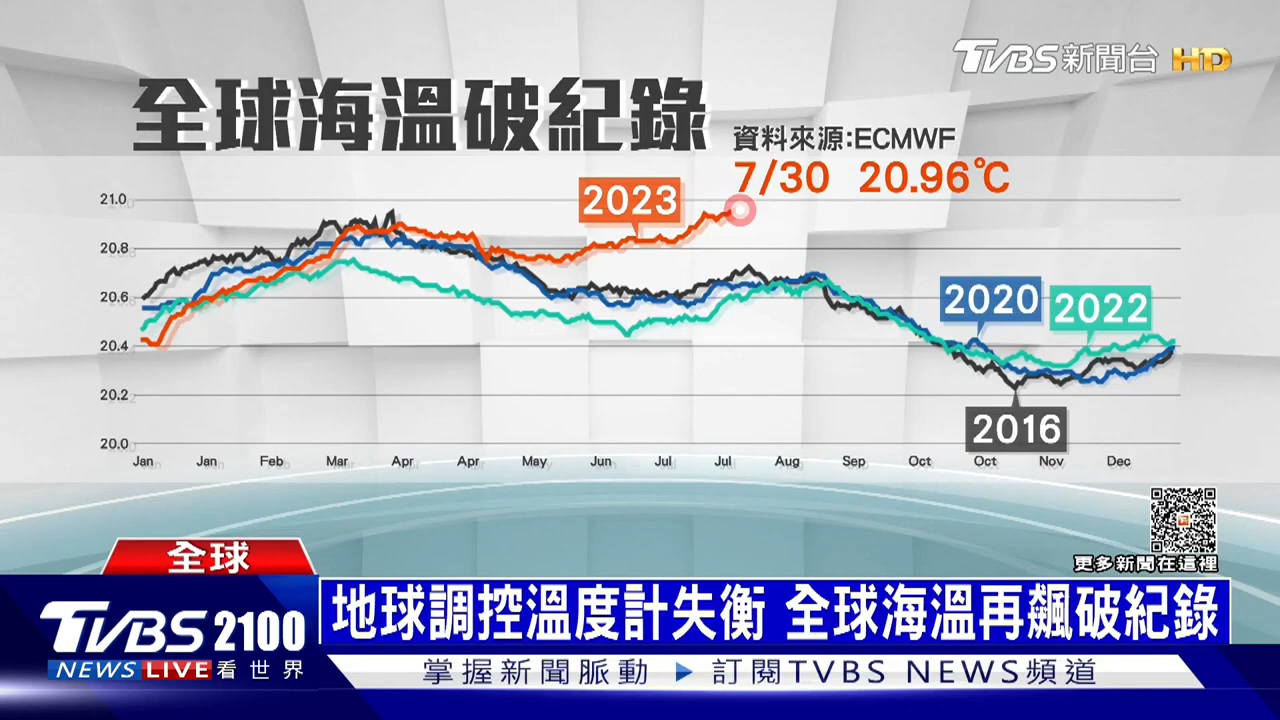 TVBS新聞台 HD
全球海溫破紀錄
資料來源:ECMWF
7/30 20.96℃
2023
21.0
20.8
20.6
20.4
20.2
20.0
2020
2022
2016
Jan Jan Feb Mar Apr Apr May Jun Jul Jul Aug Sep Oct Oct Nov Dec
更多新聞在這裡
全球
地球調控溫度計失衡 全球海溫再飆破紀錄
TVBS 2100
NEWS LIVE 看世界
掌握新聞脈動 ▶ 訂閱TVBS NEWS頻道